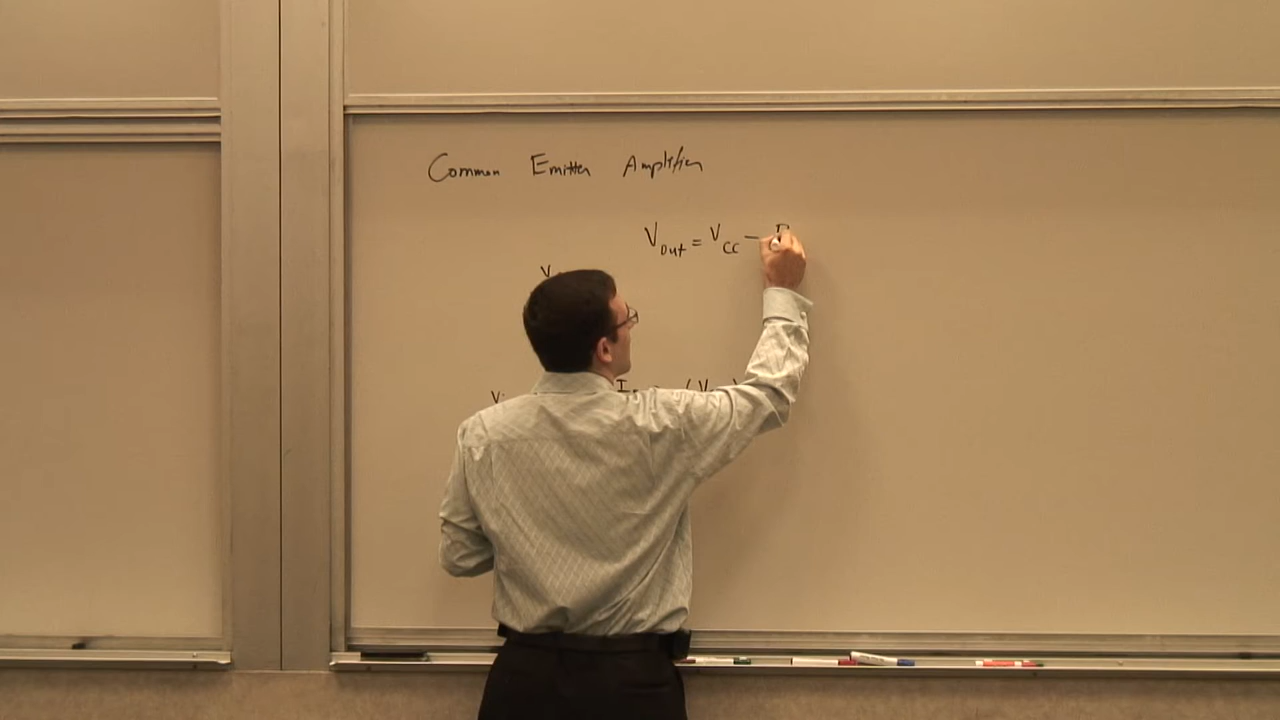 Common Emitter Amplifier
Vout = VCC -
V
V
I ( V